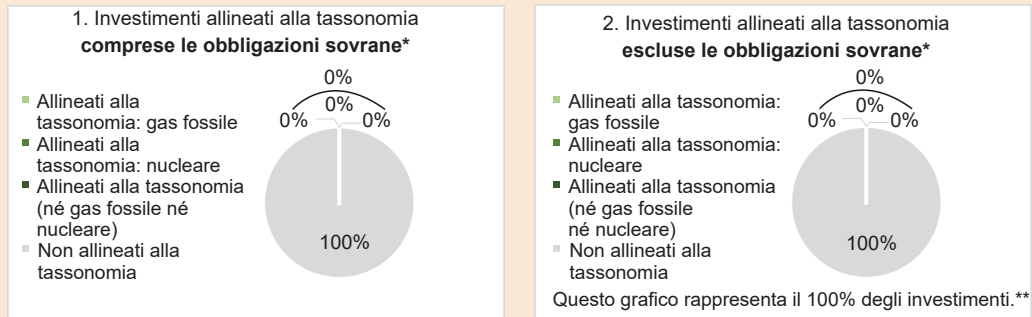 1. Investimenti allineati alla tassonomia
comprese le obbligazioni sovrane*
0%
0%
0%
0%
Allineati alla
tassonomia: gas fossile
Allineati alla
tassonomia: nucleare
Allineati alla tassonomia
(né gas fossile né
nucleare)
Non allineati alla
tassonomia
100%
2. Investimenti allineati alla tassonomia
escluse le obbligazioni sovrane*
0%
0%
0%
0%
Allineati alla tassonomia:
gas fossile
Allineati alla tassonomia:
nucleare
Allineati alla tassonomia
(né gas fossile
né nucleare)
Non allineati alla
tassonomia
100%
Questo grafico rappresenta il 100% degli investimenti.**